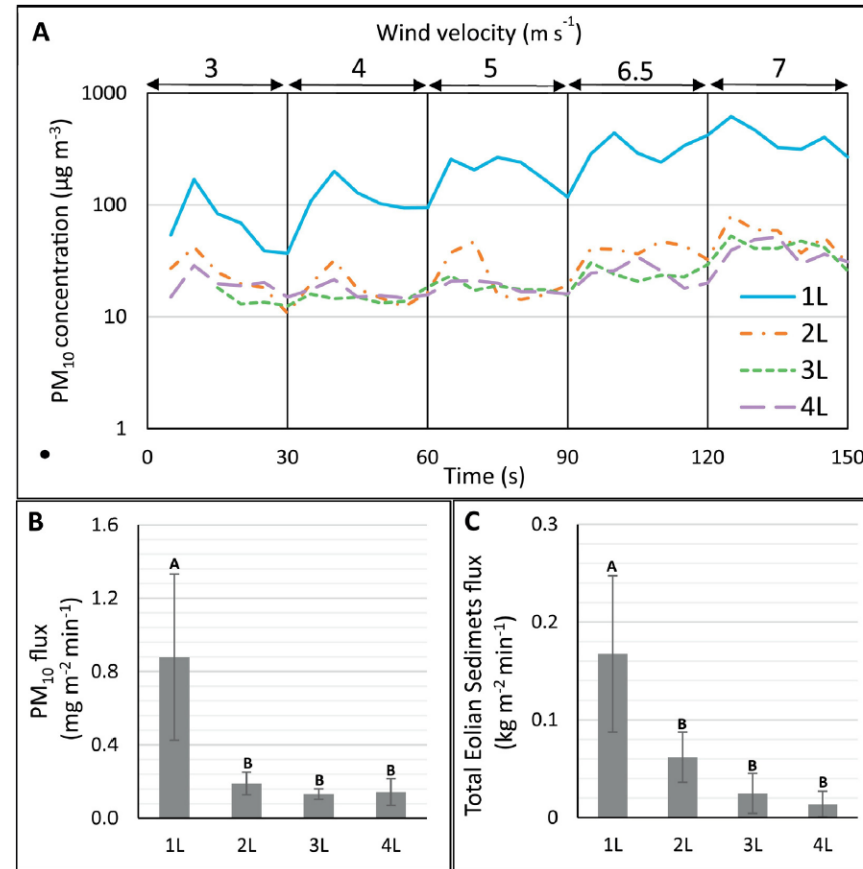 A
Wind velocity (m s⁻¹)
3 4 5 6.5 7
1000
100
10
1
PM₁₀ concentration (µg m⁻³)
1L
2L
3L
4L
0 30 60 90 120 150
Time (s)
B
1.6
1.2
0.8
0.4
0.0
PM₁₀ flux
(mg m⁻² min⁻¹)
A
B
B
B
1L 2L 3L 4L
C
0.3
0.2
0.1
0
Total Eolian Sedimets flux
(kg m⁻² min⁻¹)
A
B
B
B
1L 2L 3L 4L